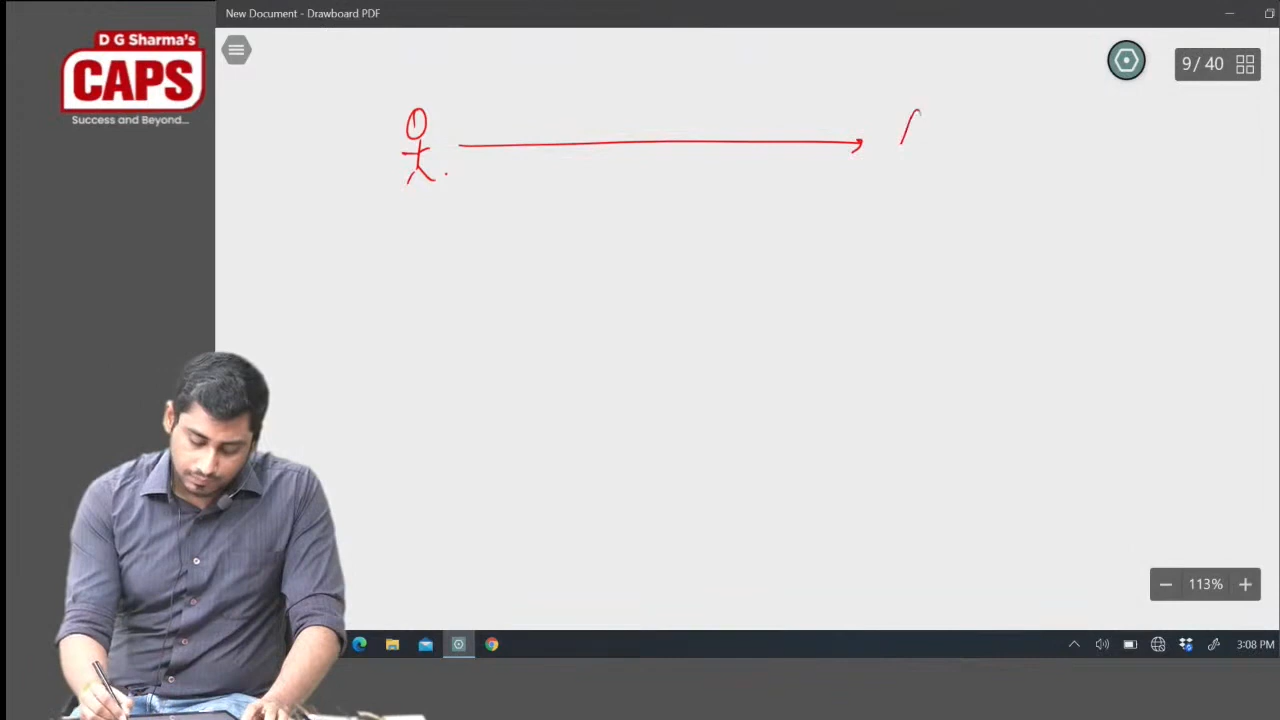 New Document - Drawboard PDF
D G Sharma's
CAPS
Success and Beyond...
9 / 40
113%
3:08 PM